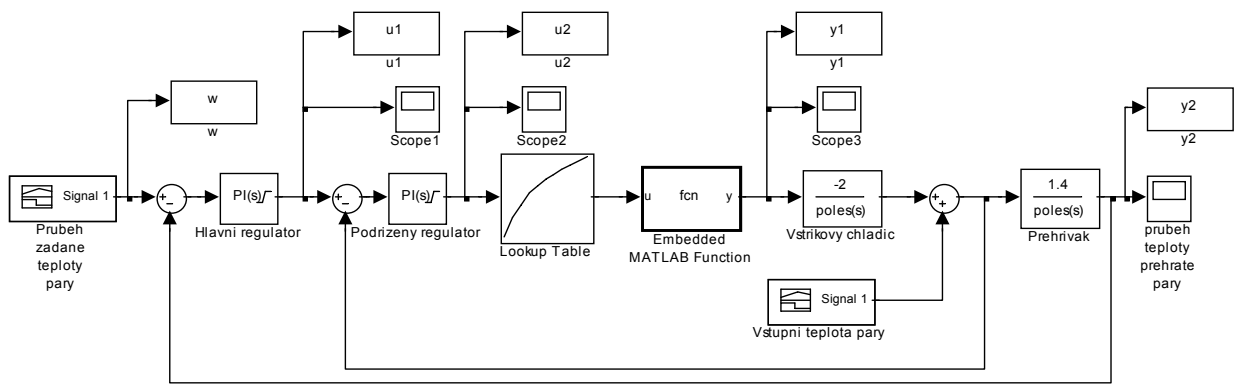 u1
u1
u2
u2
y1
y1
w
w
y2
y2
Scope1
Scope2
Scope3
Signal 1
Prubeh
zadane
teploty
pary
PI(s)
Hlavni regulator
PI(s)
Podrizeny regulator
Lookup Table
u fcn y
Embedded
MATLAB Function
-2
poles(s)
Vstrikovy chladic
1.4
poles(s)
Prehrivak
prubeh
teploty
prehrate
pary
Signal 1
Vstupni teplota pary